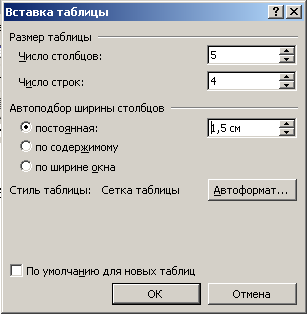 Вставка таблицы
Размер таблицы
Число столбцов: 5
Число строк: 4
Автоподбор ширины столбцов
постоянная: 1,5 см
по содержимому
по ширине окна
Стиль таблицы: Сетка таблицы Автоформат...
По умолчанию для новых таблиц
ОК Отмена